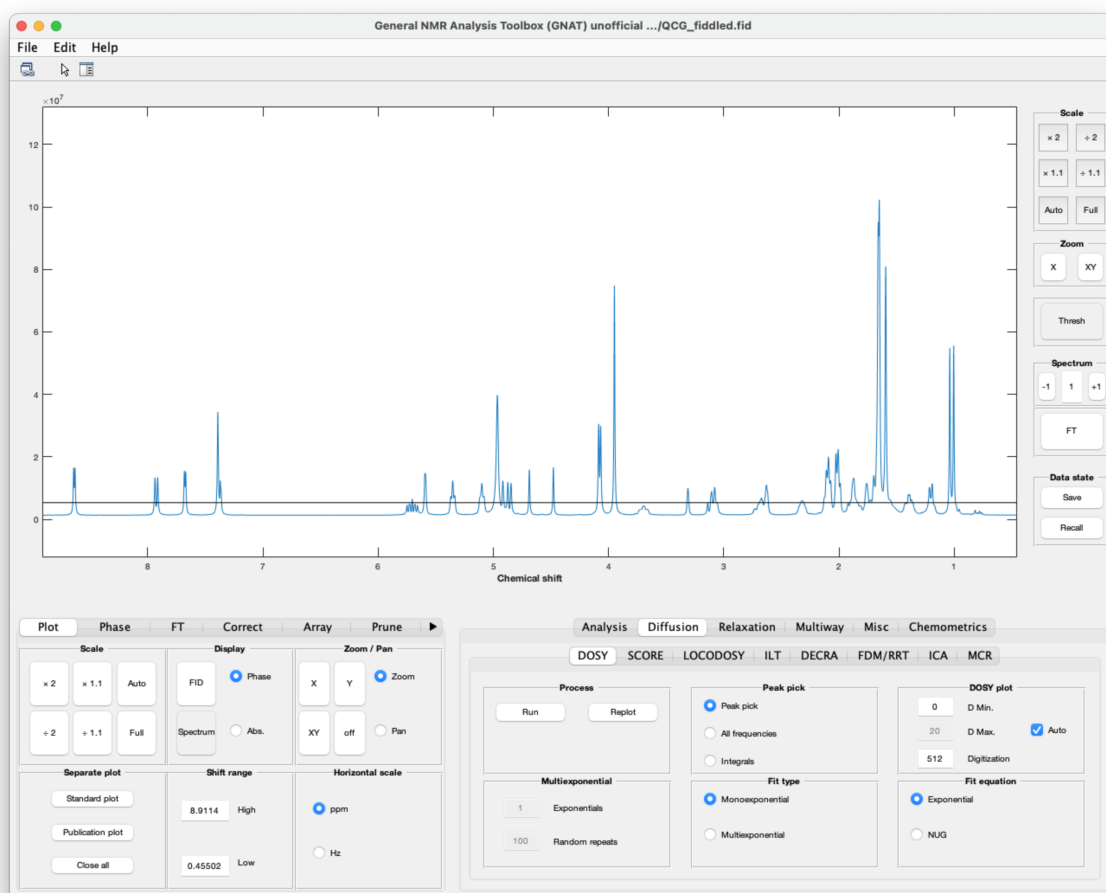 General NMR Analysis Toolbox (GNAT) unofficial .../QCG_fiddled.fid
File Edit Help
×10^7
12
10
8
6
4
2
0
8 7 6 5 4 3 2 1
Chemical shift
Scale
× 2 ÷ 2
× 1.1 ÷ 1.1
Auto Full
Zoom
X XY
Thresh
Spectrum
-1 1 +1
FT
Data state
Save
Recall
Plot Phase FT Correct Array Prune
Scale
× 2 × 1.1 Auto
÷ 2 ÷ 1.1 Full
Display
FID Phase
Spectrum Abs.
Zoom / Pan
X Y Zoom
XY off Pan
Separate plot
Standard plot
Publication plot
Close all
Shift range
8.9114 High
0.45502 Low
Horizontal scale
ppm
Hz
Analysis Diffusion Relaxation Multiway Misc Chemometrics
DOSY SCORE LOCODOSY ILT DECRA FDM/RRT ICA MCR
Process
Run Replot
Peak pick
Peak pick
All frequencies
Integrals
DOSY plot
0 D Min.
20 D Max. Auto
512 Digitization
Multiexponential
1 Exponentials
100 Random repeats
Fit type
Monoexponential
Multiexponential
Fit equation
Exponential
NUG